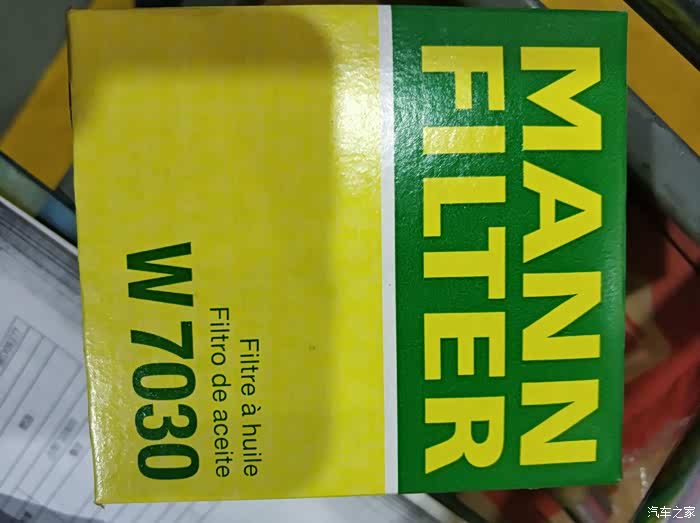 MANN
FILTER
Filtre à huile
Filtro de aceite
W 7030
汽车之家